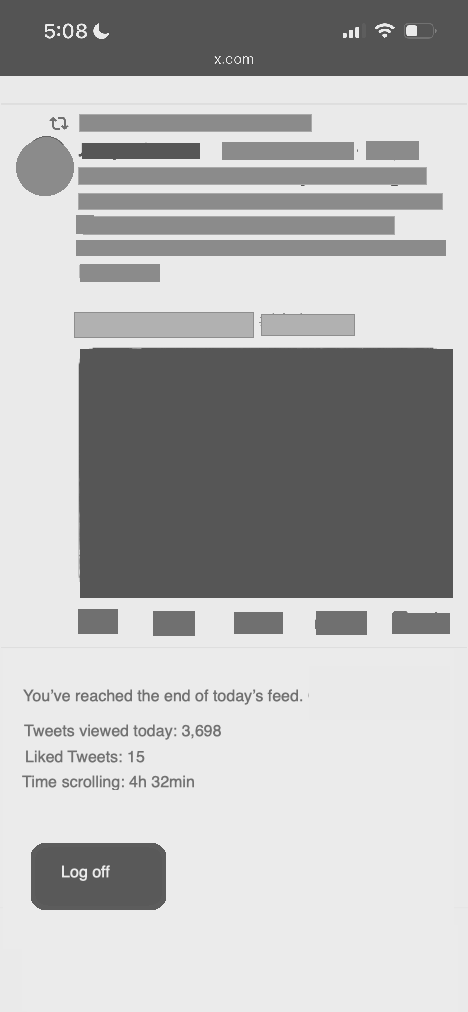 5:08
x.com
You've reached the end of today's feed.
Tweets viewed today: 3,698
Liked Tweets: 15
Time scrolling: 4h 32min
Log off